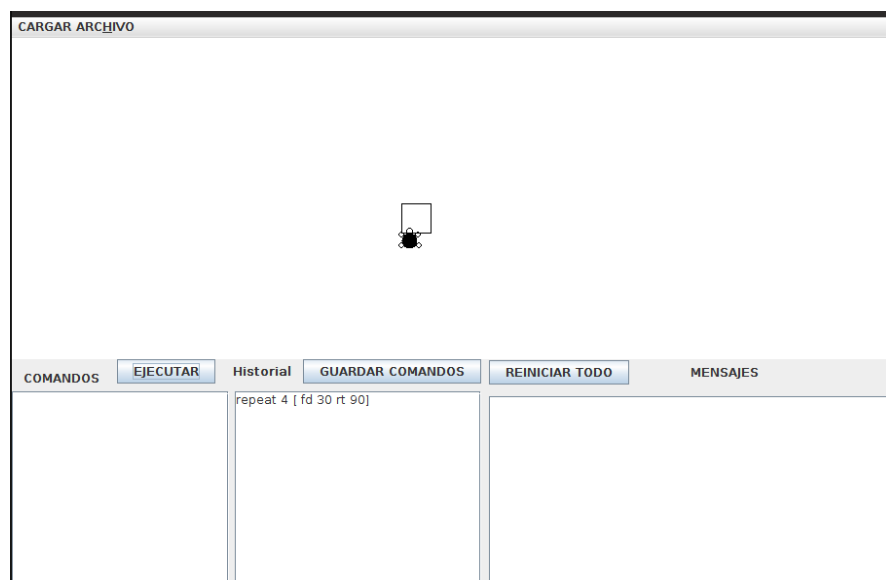 CARGAR ARCHIVO
COMANDOS
EJECUTAR
Historial
GUARDAR COMANDOS
REINICIAR TODO
MENSAJES
repeat 4 [ fd 30 rt 90]